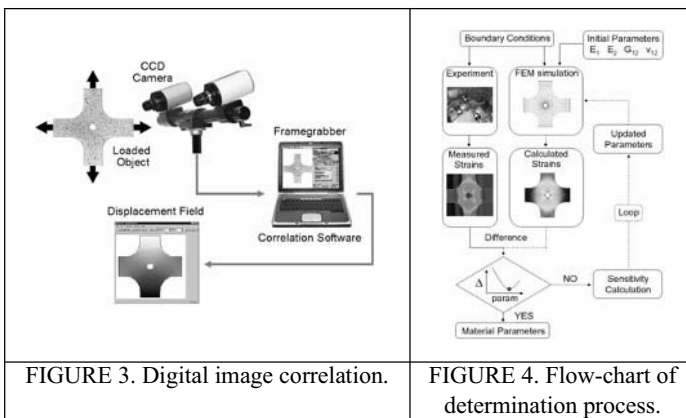 CCD
Camera
Loaded
Object
Framegrabber
Displacement Field
Correlation Software
FIGURE 3. Digital image correlation.
Boundary Conditions
Initial Parameters
E1 E2 G12 ν12
Experiment
FEM simulation
Updated
Parameters
Measured
Strains
Calculated
Strains
Loop
Difference
Δ
param
NO
Sensitivity
Calculation
YES
Material Parameters
FIGURE 4. Flow-chart of
determination process.